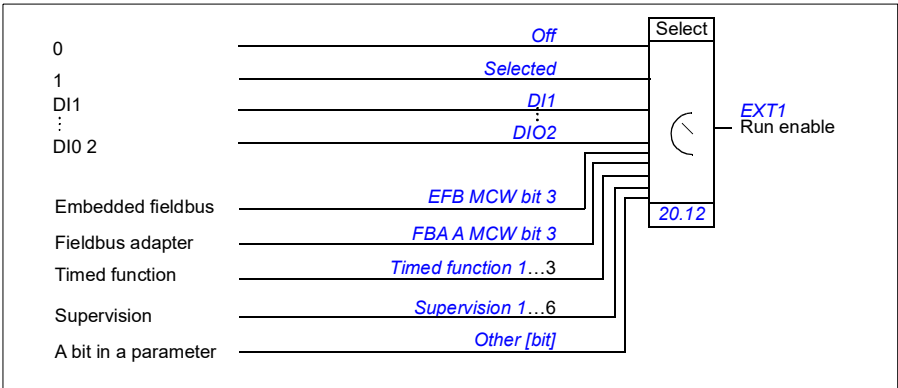 Select
0 Off
1 Selected
DI1 DI1
⋮ ⋮
DI0 2 DIO2
EXT1
Run enable
Embedded fieldbus EFB MCW bit 3
20.12
Fieldbus adapter FBA A MCW bit 3
Timed function Timed function 1…3
Supervision Supervision 1…6
A bit in a parameter Other [bit]